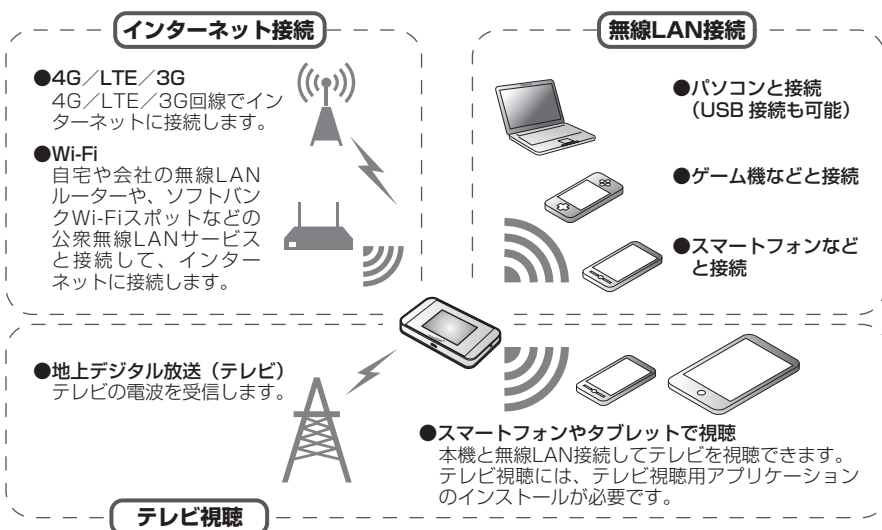 インターネット接続
●4G／LTE／3G
4G／LTE／3G回線でイン
ターネットに接続します。
●Wi-Fi
自宅や会社の無線LAN
ルーターや、ソフトバン
クWi-Fiスポットなどの
公衆無線LANサービス
と接続して、インター
ネットに接続します。
無線LAN接続
●パソコンと接続
（USB 接続も可能）
●ゲーム機などと接続
●スマートフォンなど
と接続
●地上デジタル放送（テレビ）
テレビの電波を受信します。
●スマートフォンやタブレットで視聴
本機と無線LAN接続してテレビを視聴できます。
テレビ視聴には、テレビ視聴用アプリケーション
のインストールが必要です。
テレビ視聴